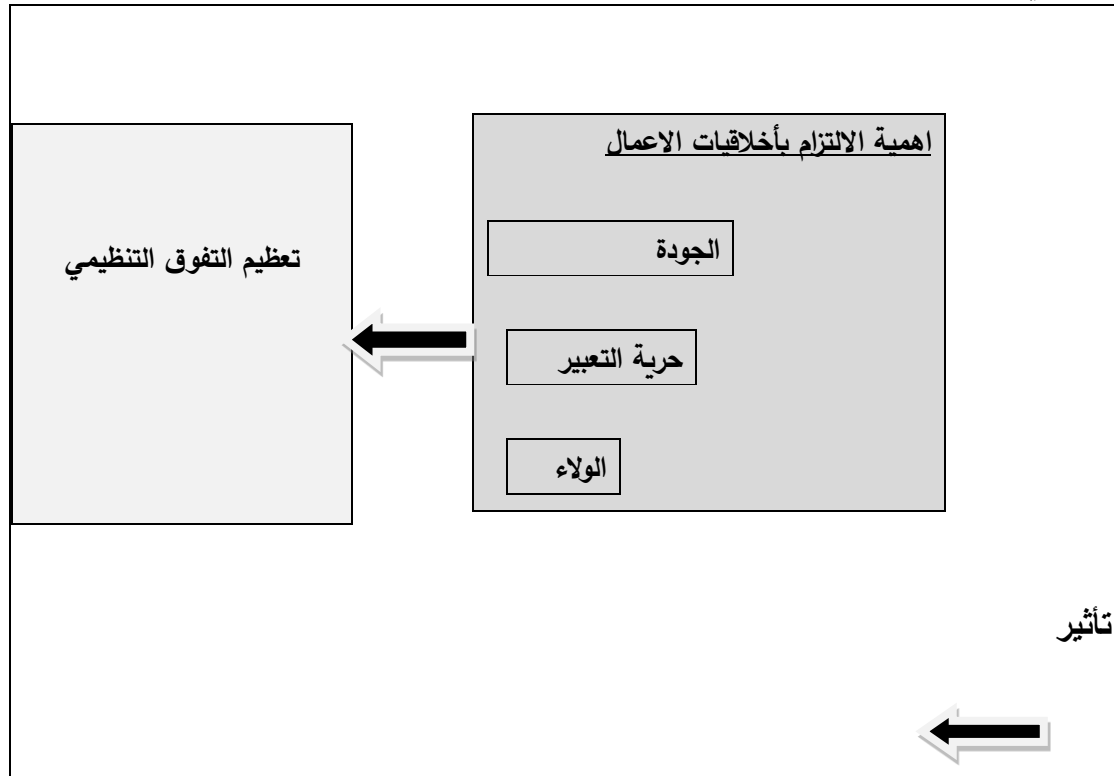 اهمية الالتزام بأخلاقيات الاعمال
الجودة
حرية التعبير
الولاء
تعظيم التفوق التنظيمي
تأثير